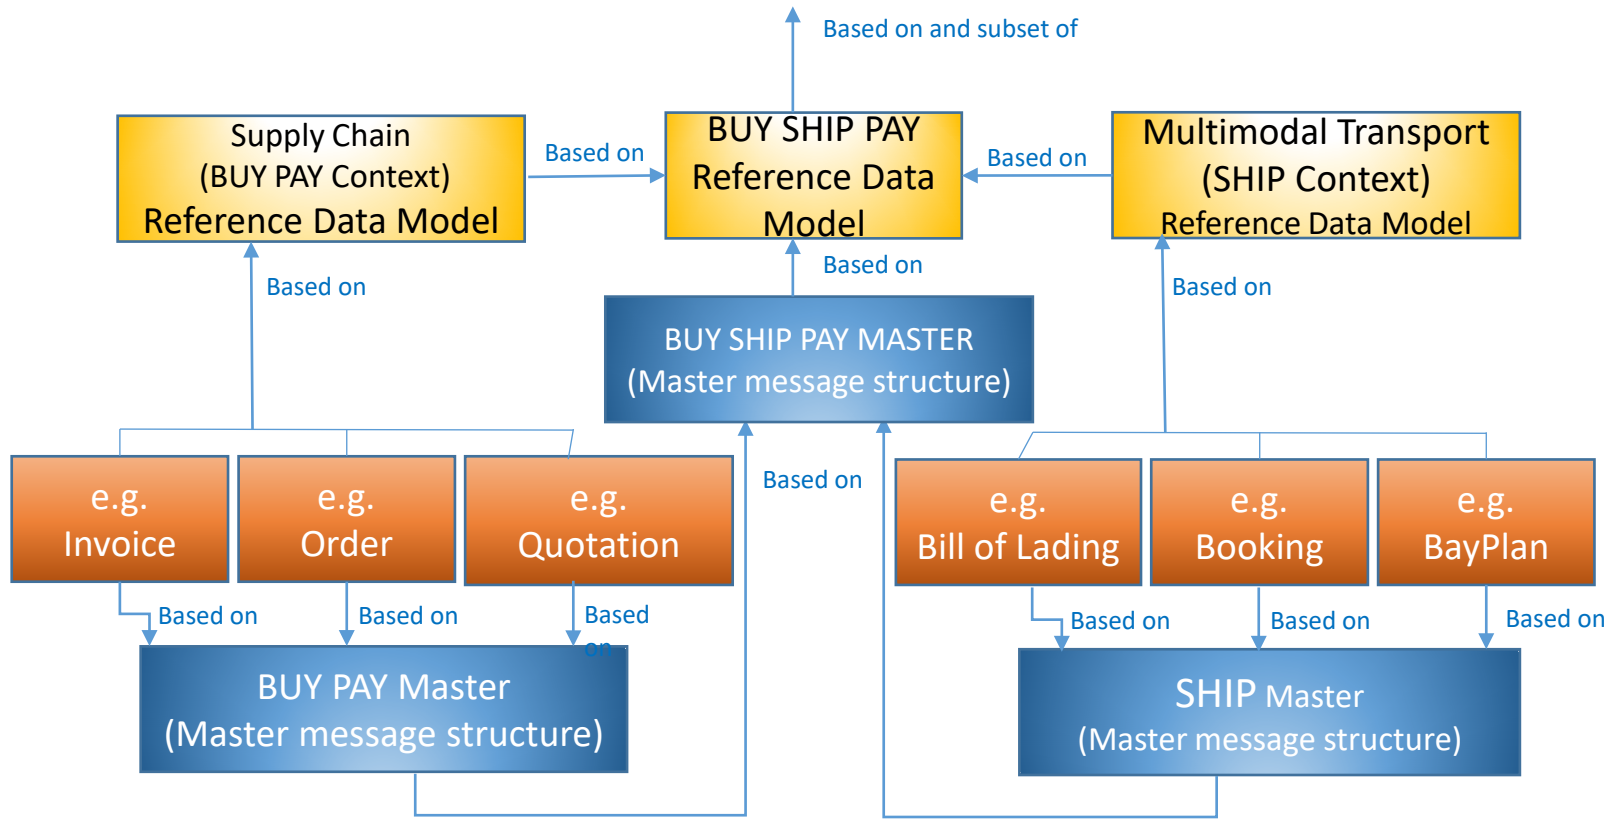 Based on and subset of
Supply Chain
(BUY PAY Context)
Reference Data Model
Based on
BUY SHIP PAY
Reference Data
Model
Based on
Multimodal Transport
(SHIP Context)
Reference Data Model
Based on
Based on
Based on
BUY SHIP PAY MASTER
(Master message structure)
Based on
e.g.
Invoice
e.g.
Order
e.g.
Quotation
e.g.
Bill of Lading
e.g.
Booking
e.g.
BayPlan
Based on
Based on
Based
on
Based on
Based on
Based on
BUY PAY Master
(Master message structure)
SHIP Master
(Master message structure)